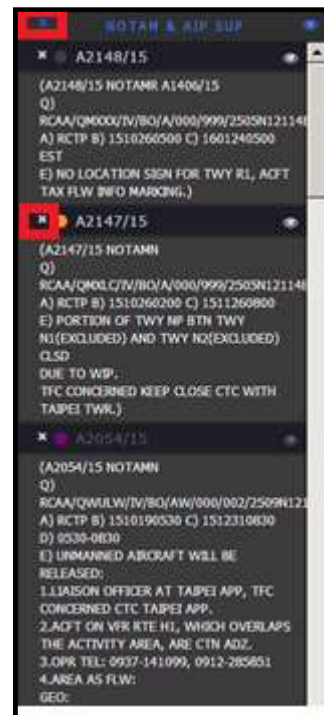 NOTAM & AIP SUP
A2148/15
(A2148/15 NOTAMR A1406/15
Q)
RCAA/QMXXX/IV/BO/A/000/999/2505N12114E
A) RCTP B) 1510260500 C) 1601240500
EST
E) NO LOCATION SIGN FOR TWY R1, ACFT
TAX FLW INFO MARKING.)
A2147/15
(A2147/15 NOTAMN
Q)
RCAA/QMXLC/IV/BO/A/000/999/2505N12114E
A) RCTP B) 1510260200 C) 1511260800
E) PORTION OF TWY NP BTN TWY
N1(EXCLUDED) AND TWY N2(EXCLUDED)
CLSD
DUE TO WIP.
TFC CONCERNED KEEP CLOSE CTC WITH
TAIPEI TWR.)
A2054/15
(A2054/15 NOTAMN
Q)
RCAA/QWULW/IV/BO/AW/000/002/2509N121
A) RCTP B) 1510190530 C) 1512310830
D) 0530-0830
E) UNMANNED AIRCRAFT WILL BE
RELEASED:
1.LIAISON OFFICER AT TAIPEI APP, TFC
CONCERNED CTC TAIPEI APP.
2.ACFT ON VFR RTE H1, WHICH OVERLAPS
THE ACTIVITY AREA, ARE CTN ADZ.
3.OPR TEL: 0937-141099, 0912-285851
4.AREA AS FLW:
GEO: